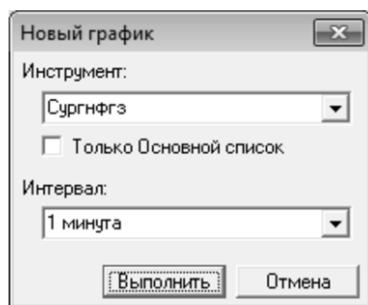 Новый график
Инструмент:
Сургнфгз
Только Основной список
Интервал:
1 минута
Выполнить Отмена